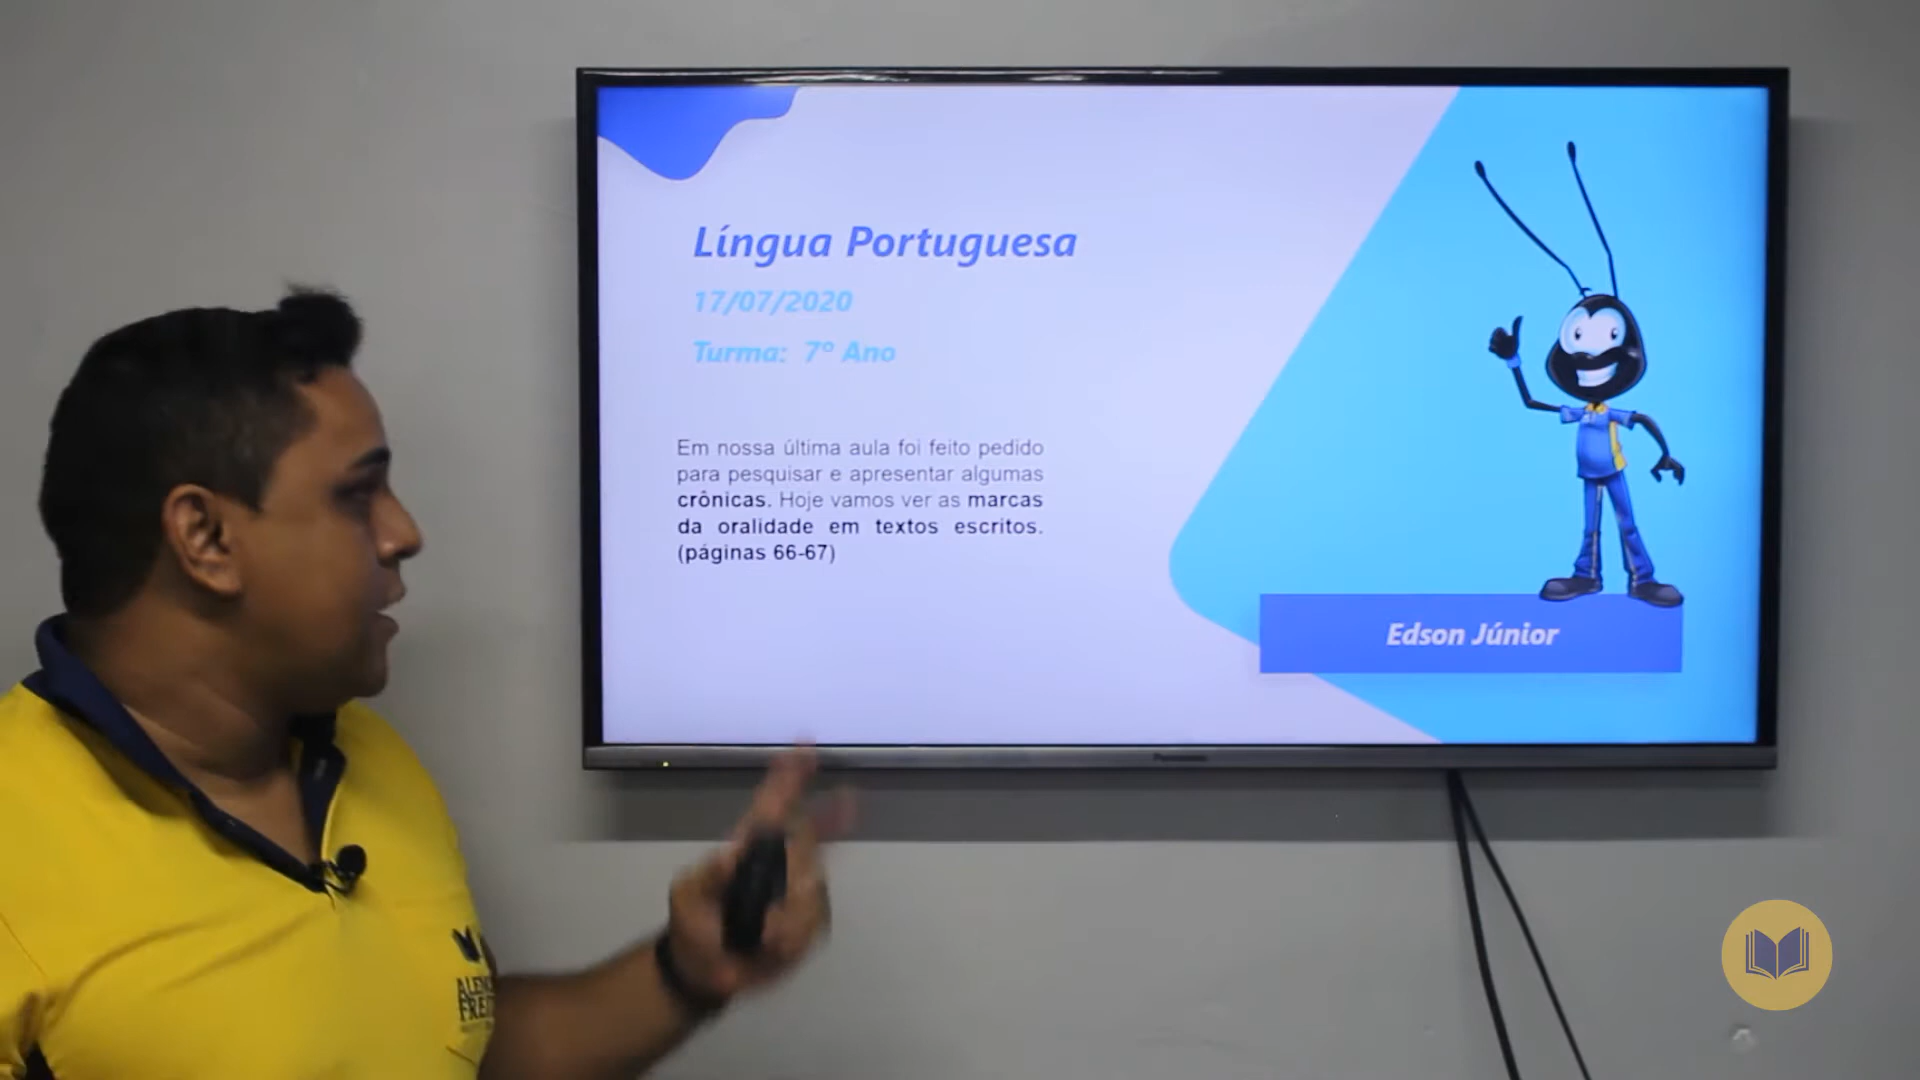 Língua Portuguesa
17/07/2020
Turma: 7º Ano
Em nossa última aula foi feito pedido
para pesquisar e apresentar algumas
crônicas. Hoje vamos ver as marcas
da oralidade em textos escritos.
(páginas 66-67)
Edson Júnior